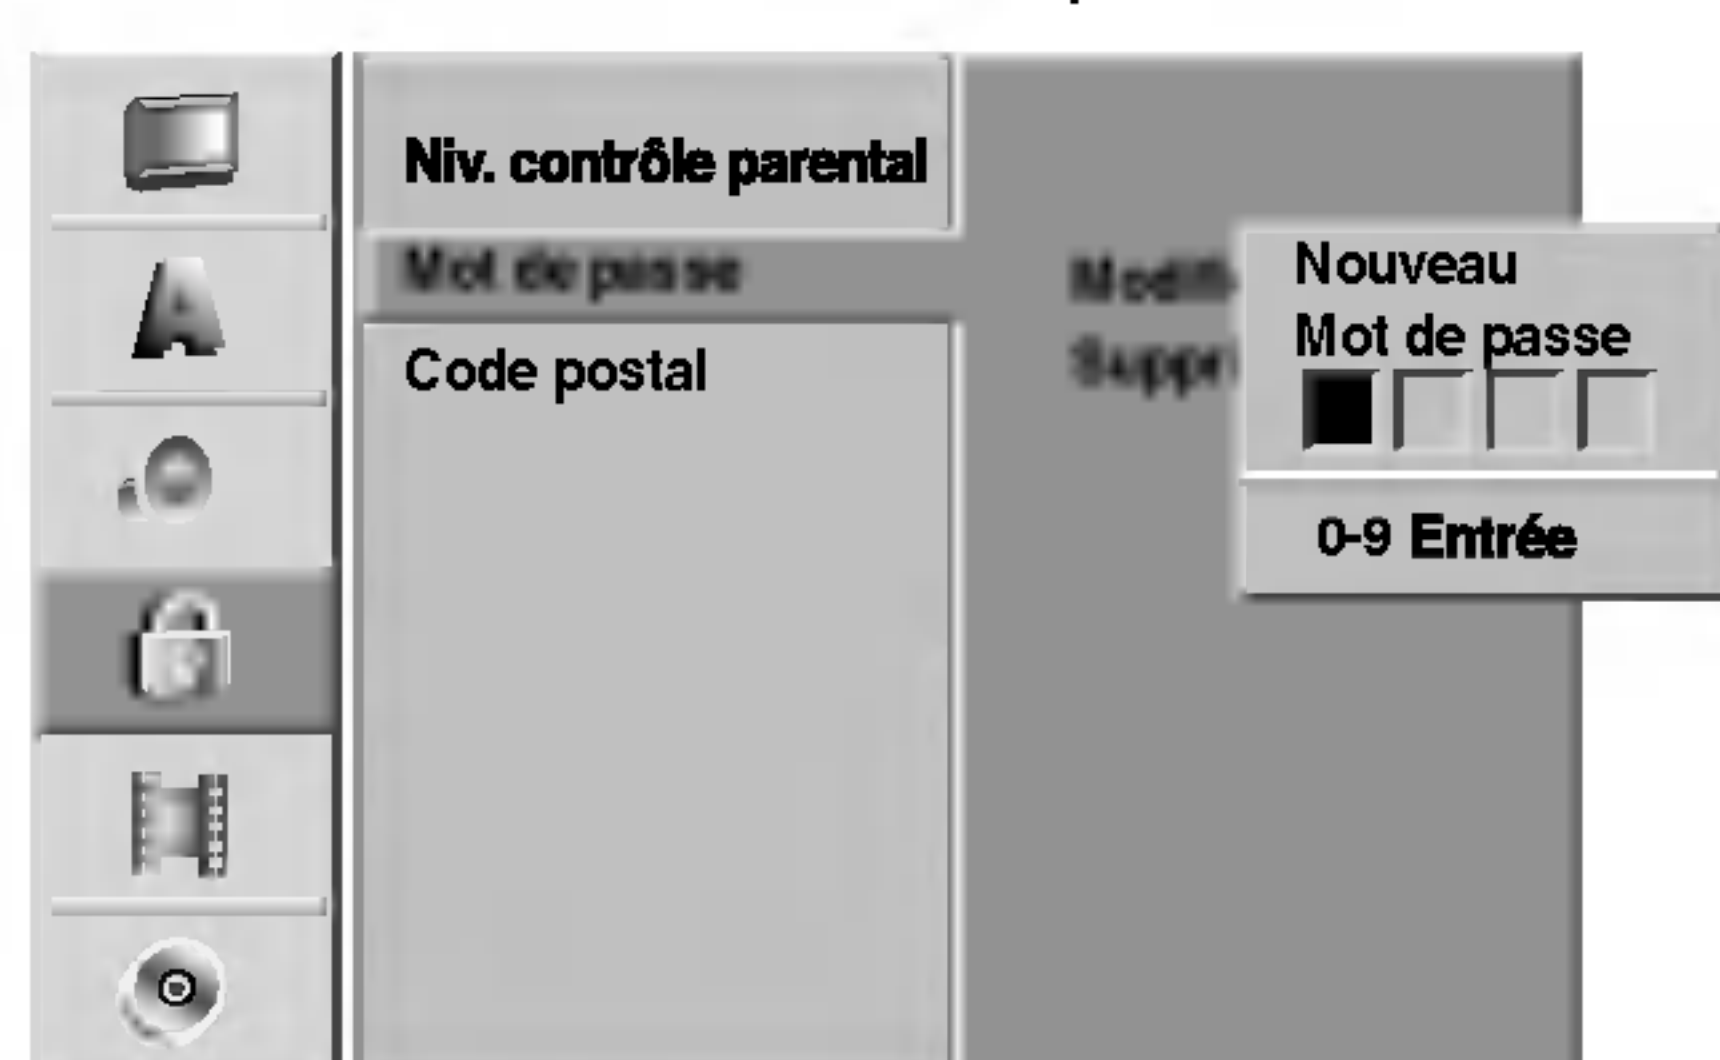 Niv. contrôle parental
Mot de passe
Code postal
Nouveau
Mot de passe
0-9 Entrée